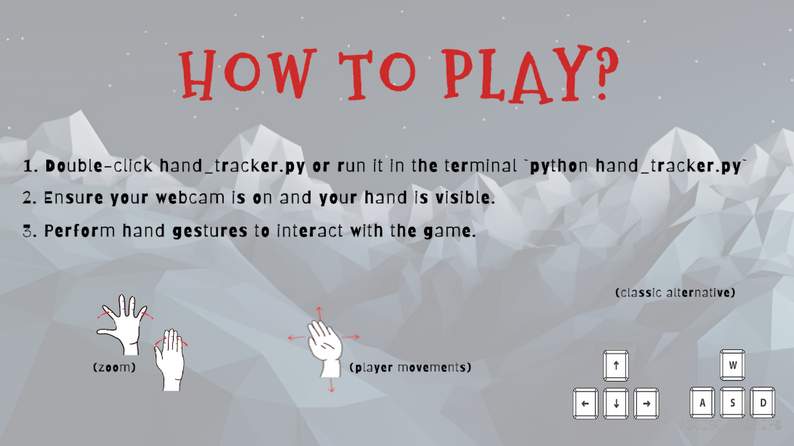 HOW TO PLAY?
1. Double-click hand_tracker.py or run it in the terminal `python hand_tracker.py`
2. Ensure your webcam is on and your hand is visible.
3. Perform hand gestures to interact with the game.
(classic alternative)
(zoom)
(player movements)
↑
← ↓ →
W
A S D